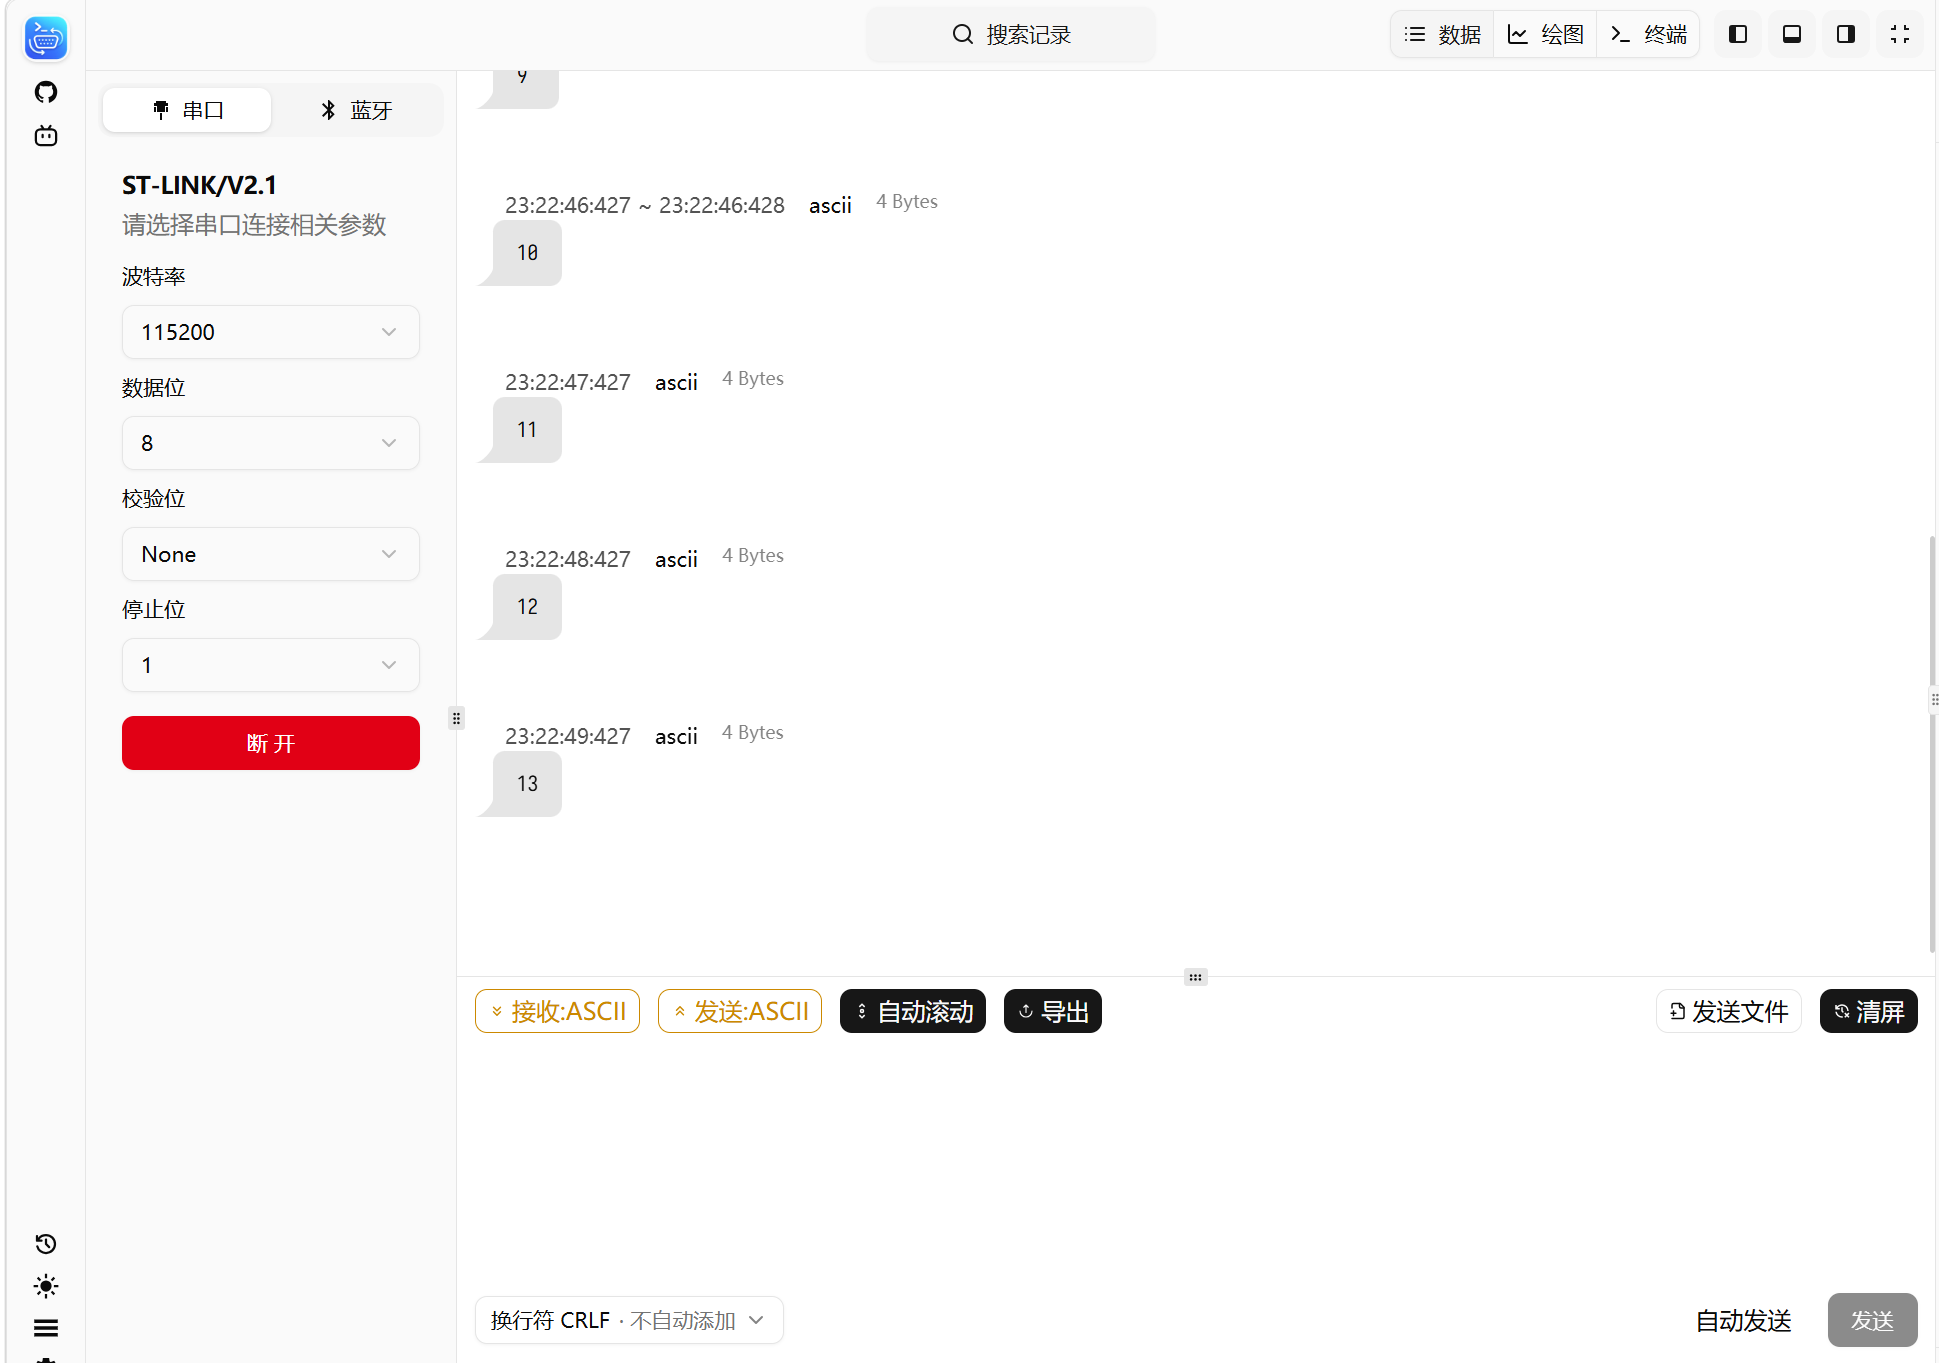 搜索记录
数据 绘图 终端
串口 蓝牙
ST-LINK/V2.1
请选择串口连接相关参数
波特率
115200
数据位
8
校验位
None
停止位
1
断 开
9
23:22:46:427 ~ 23:22:46:428 ascii 4 Bytes
10
23:22:47:427 ascii 4 Bytes
11
23:22:48:427 ascii 4 Bytes
12
23:22:49:427 ascii 4 Bytes
13
接收:ASCII 发送:ASCII 自动滚动 导出 发送文件 清屏
换行符 CRLF · 不自动添加 自动发送 发送